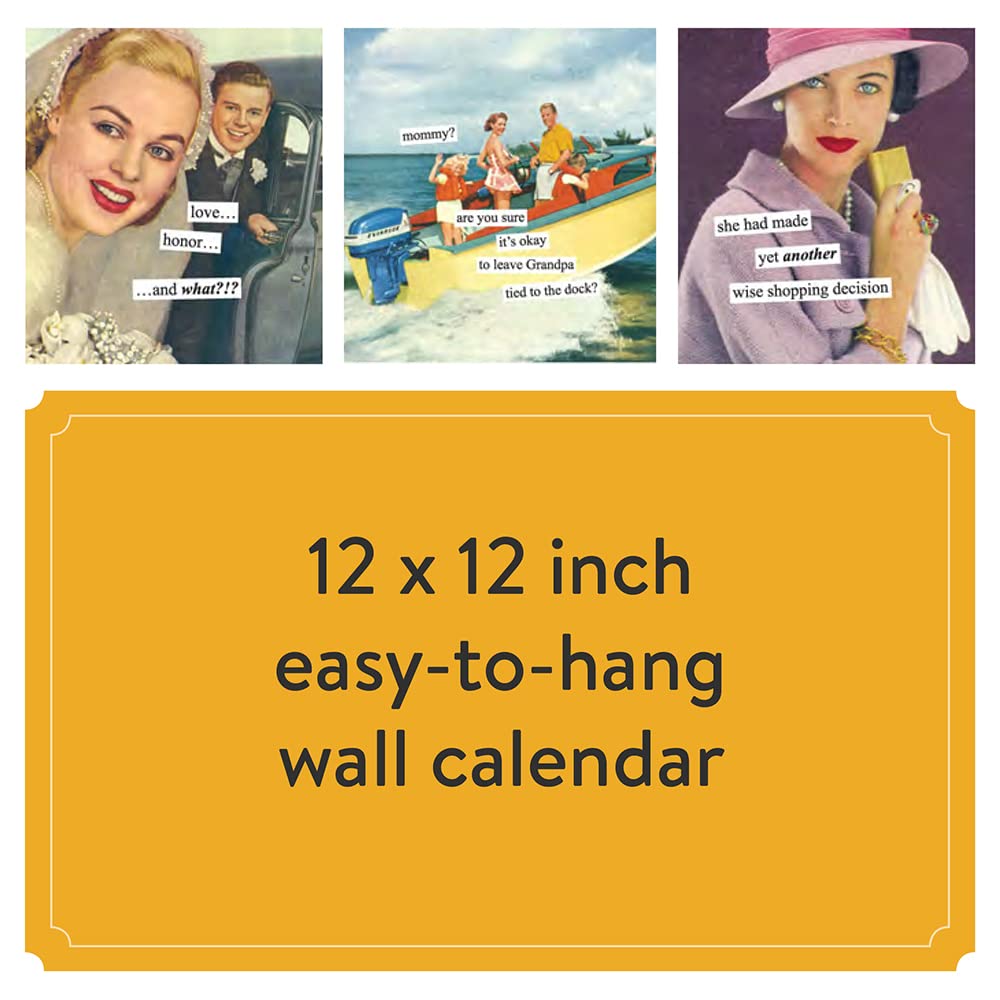 love...
honor...
...and what?!?
mommy?
are you sure
it's okay
to leave Grandpa
tied to the dock?
EVINRUDE
she had made
yet another
wise shopping decision
12 x 12 inch
easy-to-hang
wall calendar